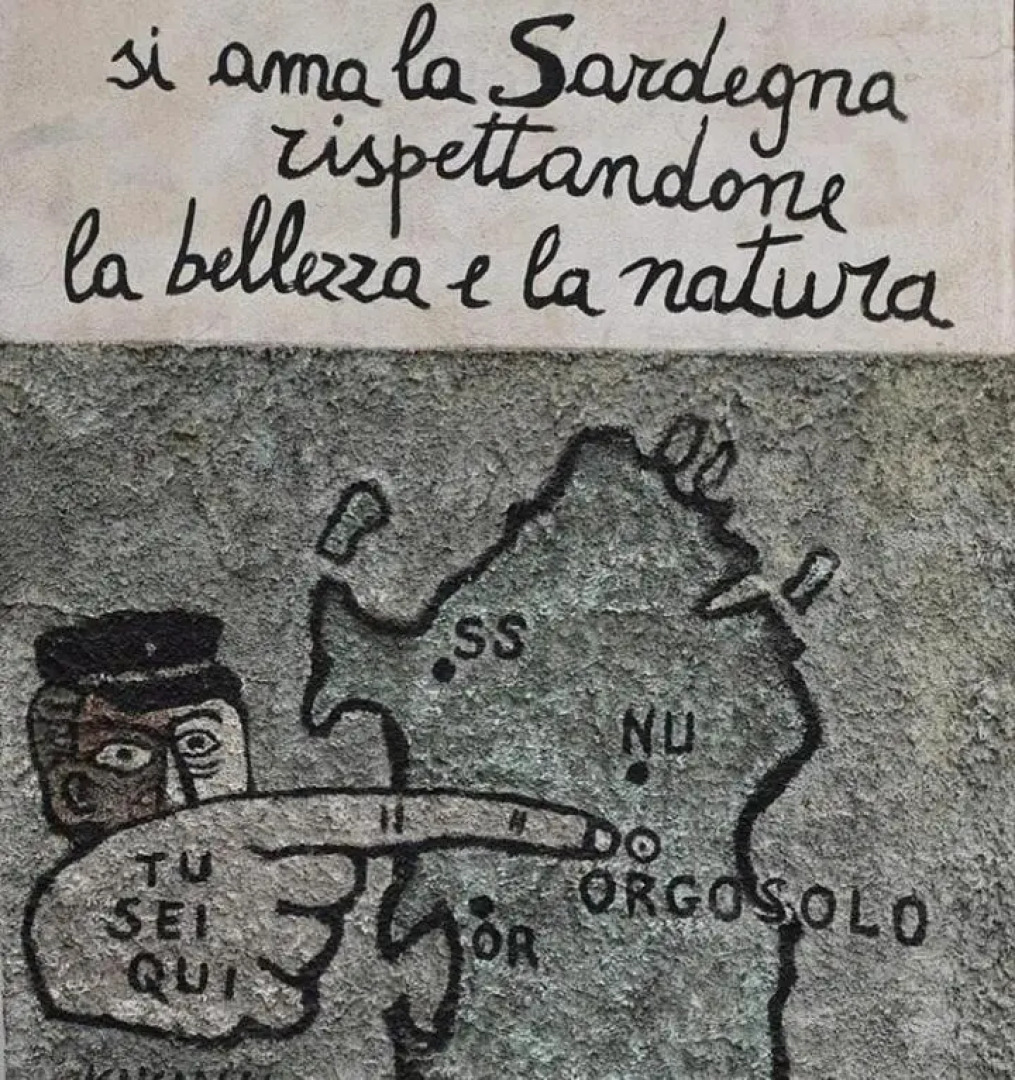 si ama la Sardegna
rispettandone
la bellezza e la natura
SS
NU
TU
SEI
QUI
ORGOSOLO
OR